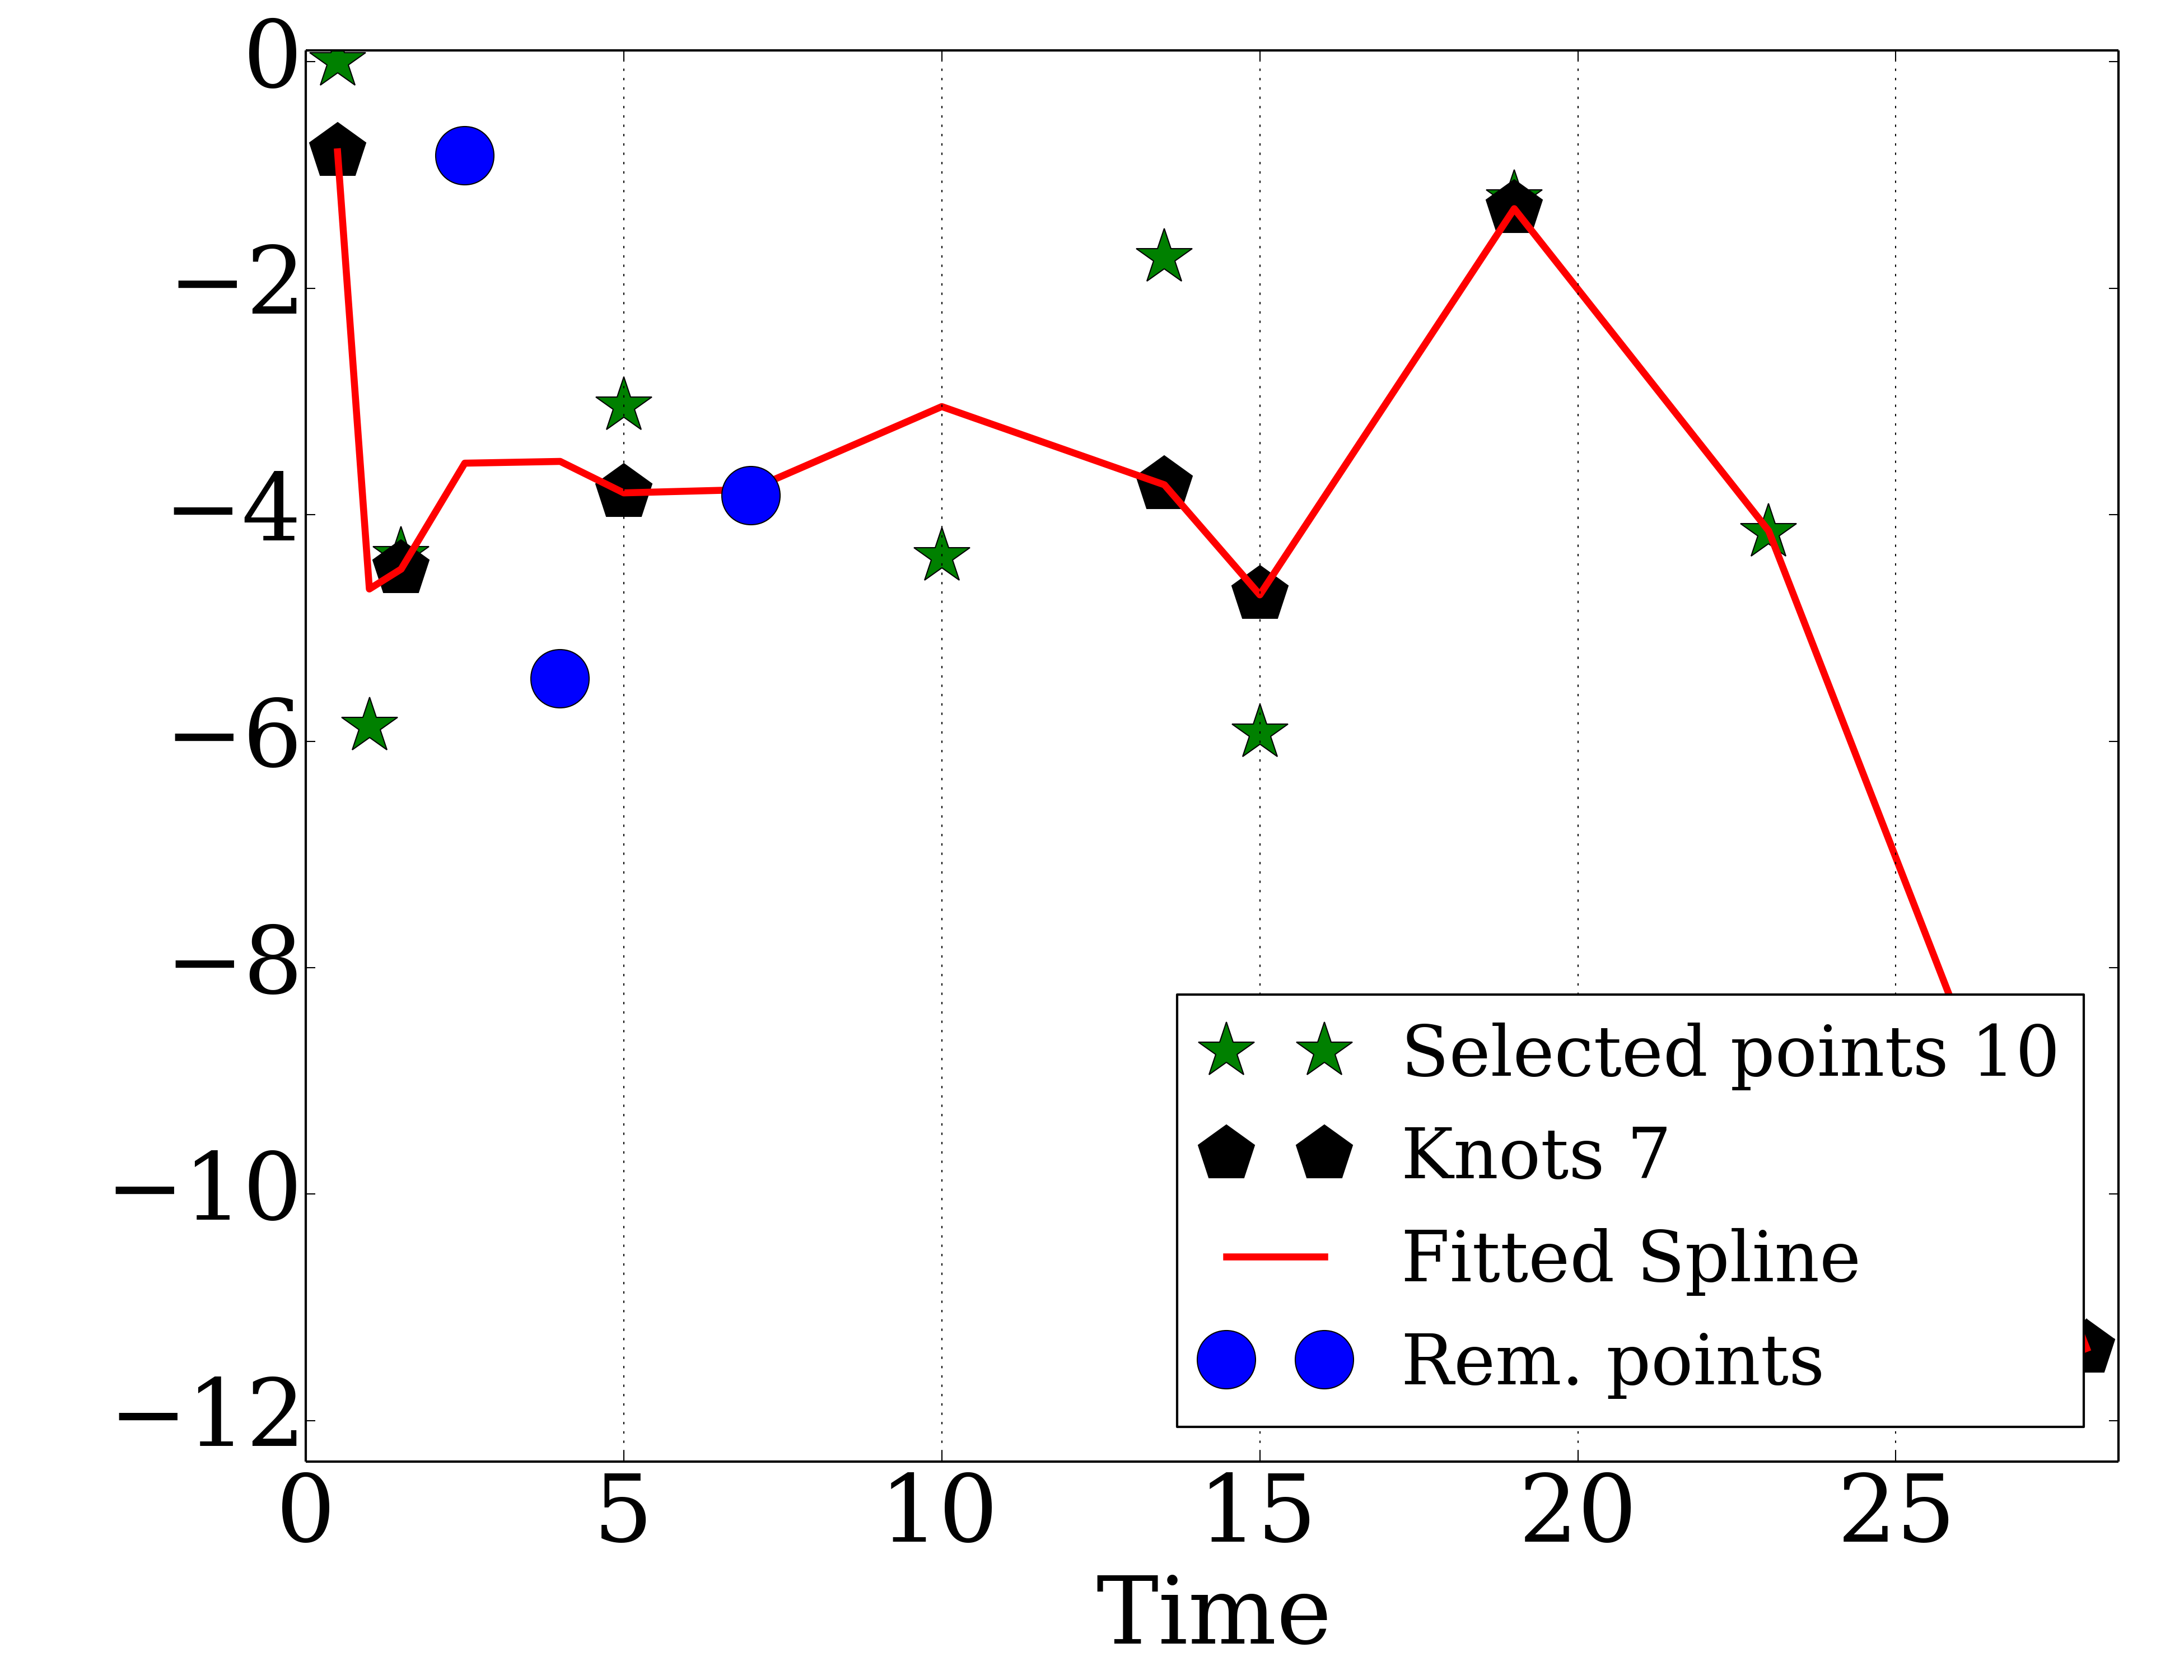 0
−2
−4
−6
−8
−10
−12
Selected points 10
Knots 7
Fitted Spline
Rem. points
0 5 10 15 20 25
Time